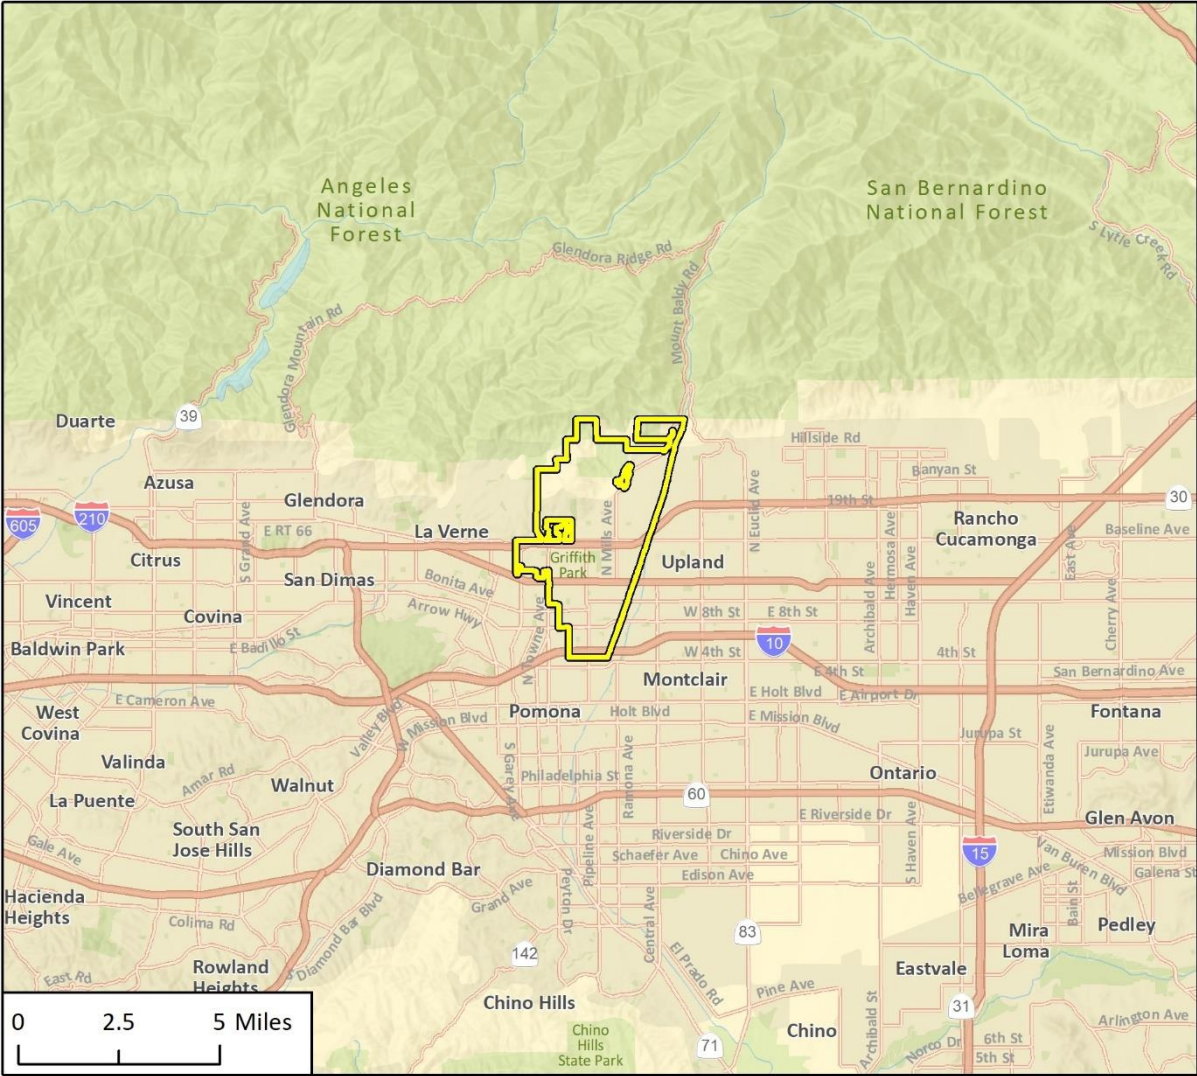 Angeles
National
Forest
San Bernardino
National Forest
S Lytle Creek Rd
Glendora Ridge Rd
Mount Baldy Rd
Glendora Mountain Rd
Duarte
39
Hillside Rd
Banyan St
Azusa
Glendora
19th St
30
605
210
S Grand Ave
E RT 66
La Verne
N Mills Ave
N Euclid Ave
Rancho
Cucamonga
Baseline Ave
East Ave
Citrus
San Dimas
Bonita Ave
Griffith
Park
Upland
Archibald Ave
Hermosa Ave
Haven Ave
Cherry Ave
Vincent
Covina
Arrow Hwy
N Towne Ave
W 8th St
E 8th St
Baldwin Park
E Badillo St
10
W 4th St
4th St
E 4th St
San Bernardino Ave
Montclair
E Cameron Ave
E Holt Blvd
E Airport Dr
West
Covina
Valley Blvd
W Mission Blvd
Pomona
Holt Blvd
E Mission Blvd
Fontana
Jurupa St
Jurupa Ave
Valinda
Amar Rd
Walnut
S Garey Ave
Philadelphia St
Ramona Ave
Ontario
Etiwanda Ave
La Puente
60
E Riverside Dr
Glen Avon
South San
Jose Hills
Riverside Dr
Pipeline Ave
S Haven Ave
15
Van Buren Blvd
Mission Blvd
Gale Ave
Schaefer Ave
Chino Ave
Edison Ave
Bellegrave Ave
Galena St
Bain St
Diamond Bar
Hacienda
Heights
Grand Ave
Peyton Dr
Central Ave
Colima Rd
Diamond Bar Blvd
83
Mira
Loma
Pedley
142
El Prado Rd
East Rd
Rowland
Heights
Pine Ave
Eastvale
Chino Hills
31
Archibald St
Arlington Ave
Chino
Hills
State Park
Chino
71
Norco Dr
6th St
5th St
0
2.5
5 Miles